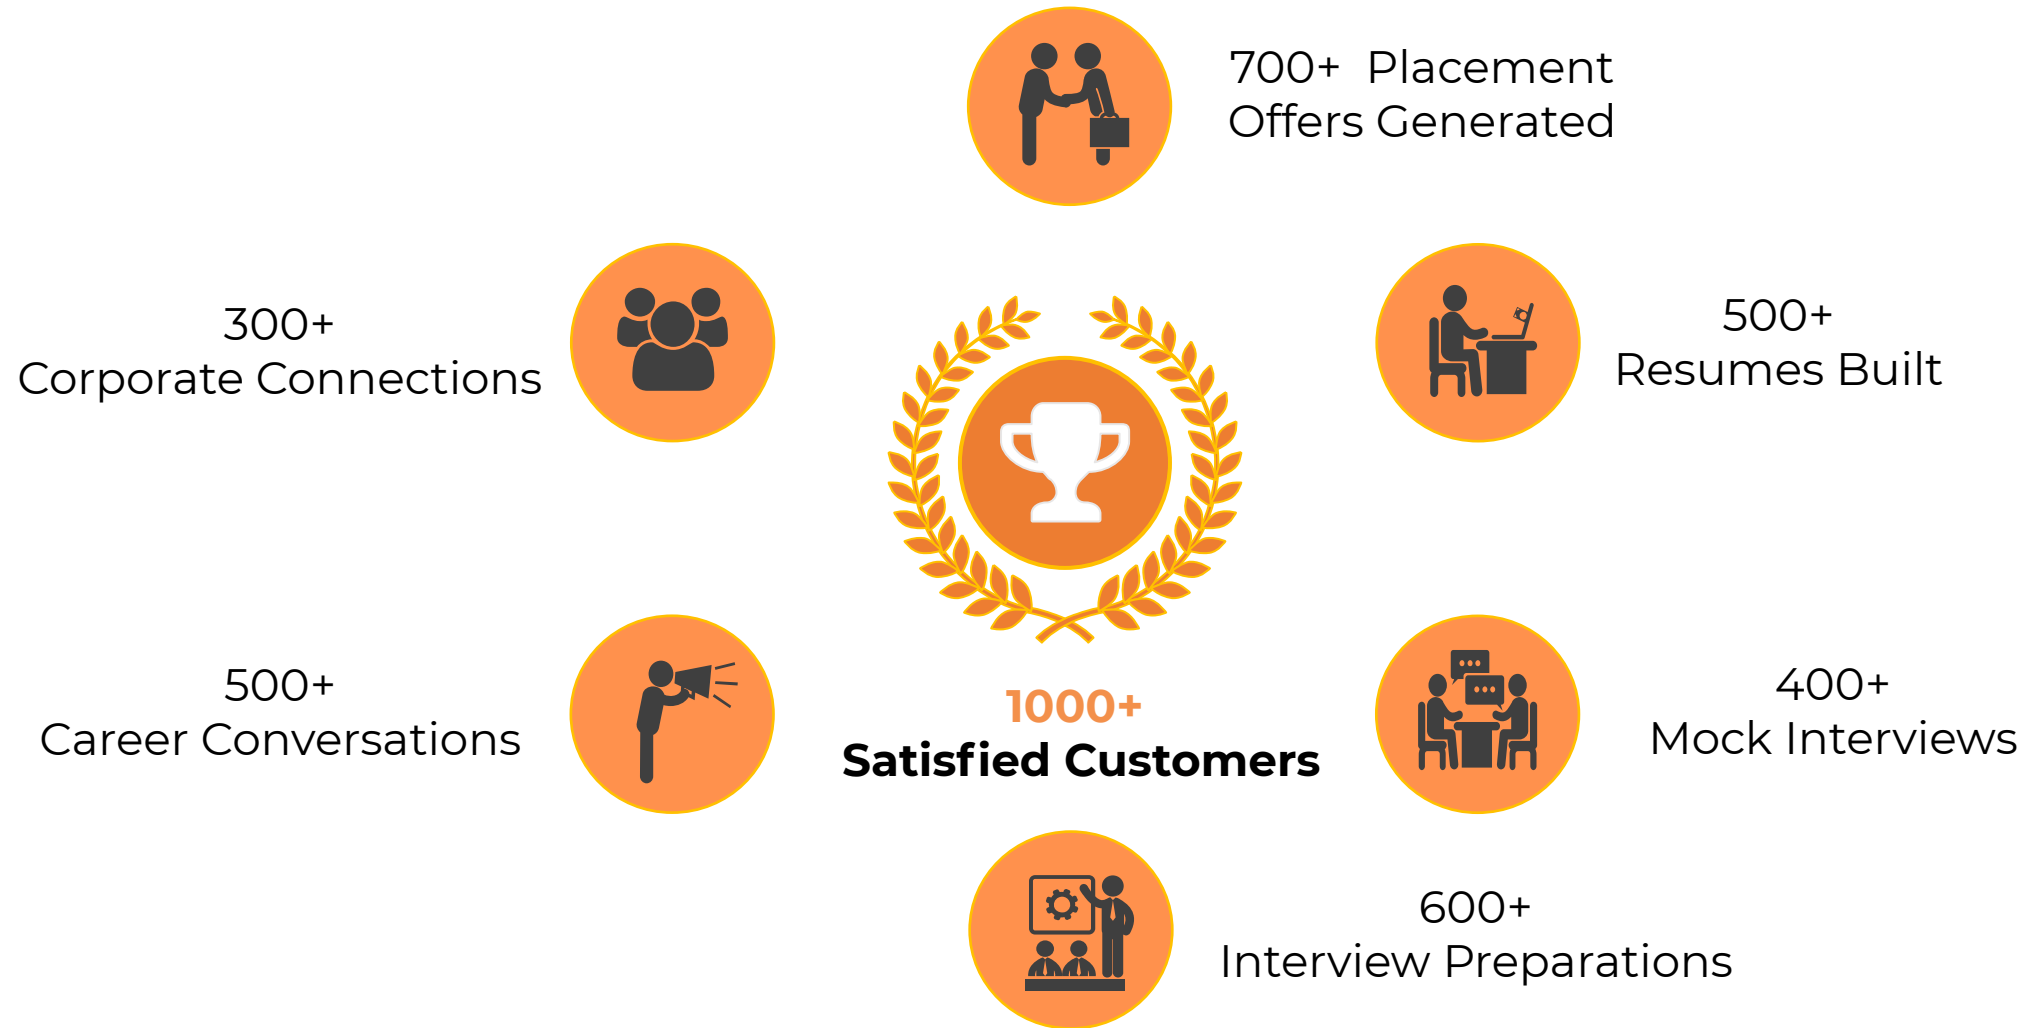 700+  Placement
Offers Generated
300+
Corporate Connections
500+
Resumes Built
500+
Career Conversations
1000+
Satisfied Customers
400+
Mock Interviews
600+
Interview Preparations